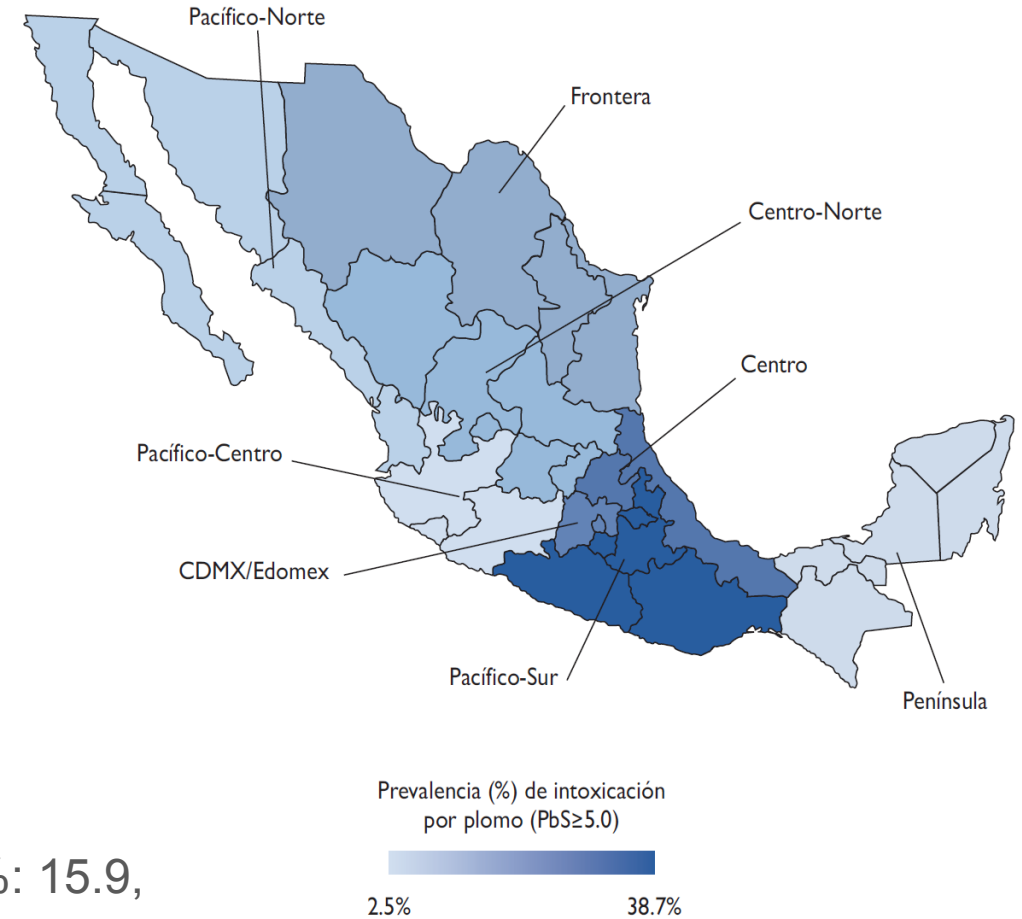 Pacífico-Norte
Frontera
Centro-Norte
Centro
Pacífico-Centro
CDMX/Edomex
Pacífico-Sur
Península
Prevalencia (%) de intoxicación
por plomo (PbS≥5.0)
2.5%
38.7%
%: 15.9,